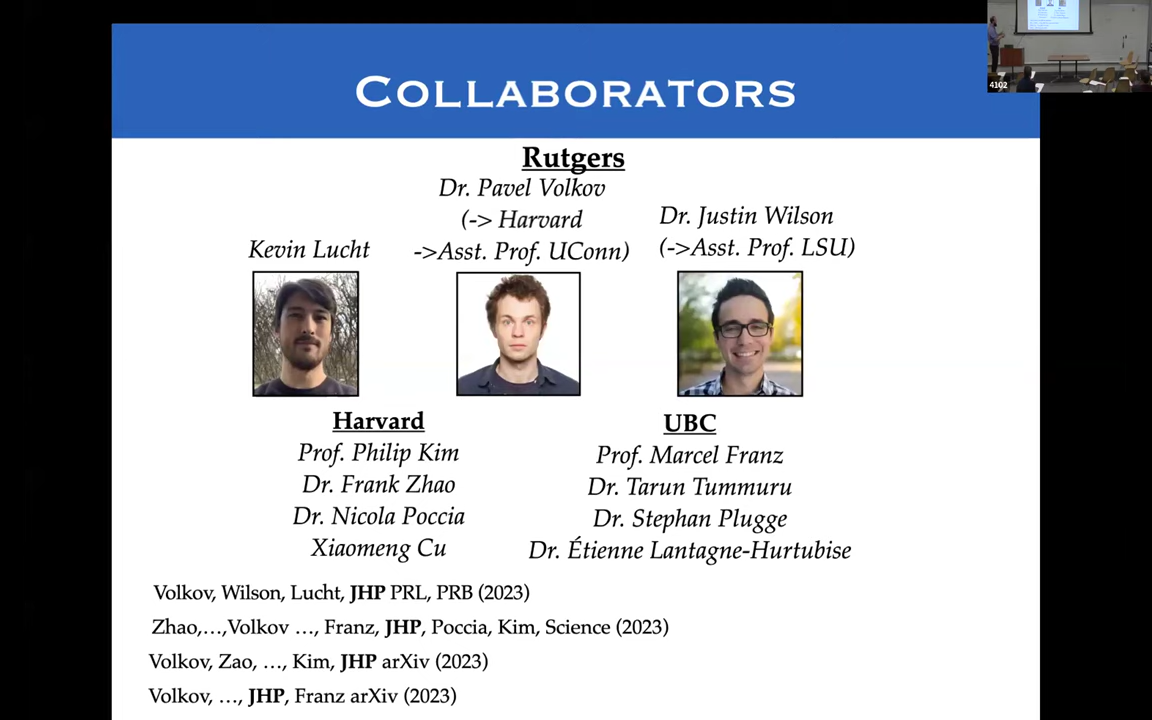 COLLABORATORS
Rutgers
Dr. Pavel Volkov
(-> Harvard
->Asst. Prof. UConn)
Dr. Justin Wilson
(->Asst. Prof. LSU)
Kevin Lucht
Harvard
Prof. Philip Kim
Dr. Frank Zhao
Dr. Nicola Poccia
Xiaomeng Cu
UBC
Prof. Marcel Franz
Dr. Tarun Tummuru
Dr. Stephan Plugge
Dr. Étienne Lantagne-Hurtubise
Volkov, Wilson, Lucht, JHP PRL, PRB (2023)
Zhao,…,Volkov …, Franz, JHP, Poccia, Kim, Science (2023)
Volkov, Zao, …, Kim, JHP arXiv (2023)
Volkov, …, JHP, Franz arXiv (2023)
4102